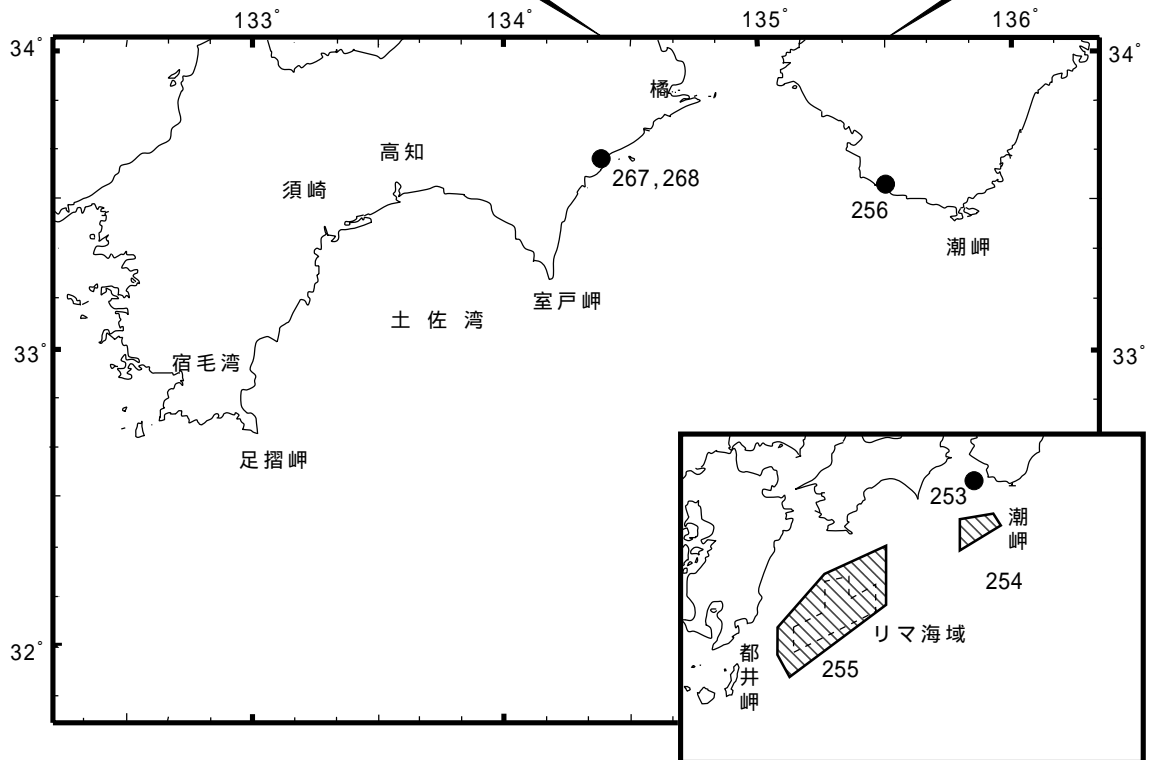 133°
134°
135°
136°
34°
34°
橘
高知
267,268
須崎
256
潮岬
室戸岬
土佐湾
33°
33°
宿毛湾
足摺岬
253
潮岬
254
リマ海域
32°
都井岬
255